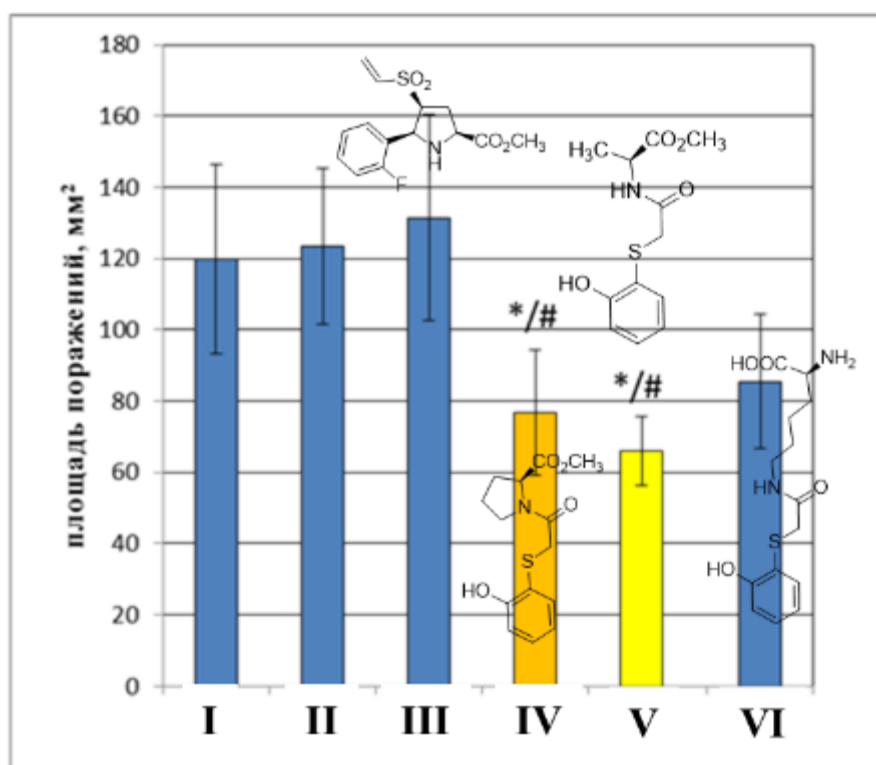 180
160
140
120
100
80
60
40
20
0
площадь поражений, мм²
SO₂
N
H
CO₂CH₃
F
H₃C
CO₂CH₃
HN
O
S
HO
*/#
*/#
CO₂CH₃
N
O
S
HO
HOOC
NH₂
HN
O
S
HO
I II III IV V VI